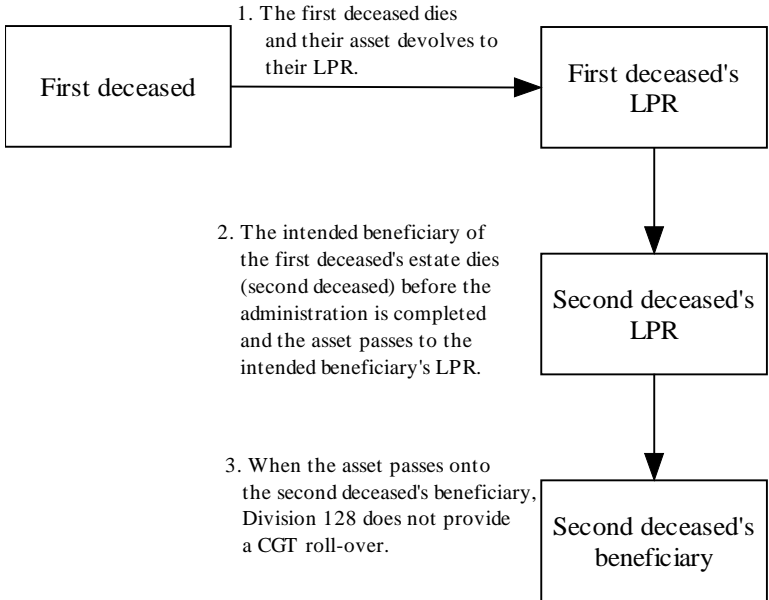 1. The first deceased dies
and their asset devolves to
their LPR.
First deceased
First deceased's
LPR
2. The intended beneficiary of
the first deceased's estate dies
(second deceased) before the
administration is completed
and the asset passes to the
intended beneficiary's LPR.
Second deceased's
LPR
3. When the asset passes onto
the second deceased's beneficiary,
Division 128 does not provide
a CGT roll-over.
Second deceased's
beneficiary